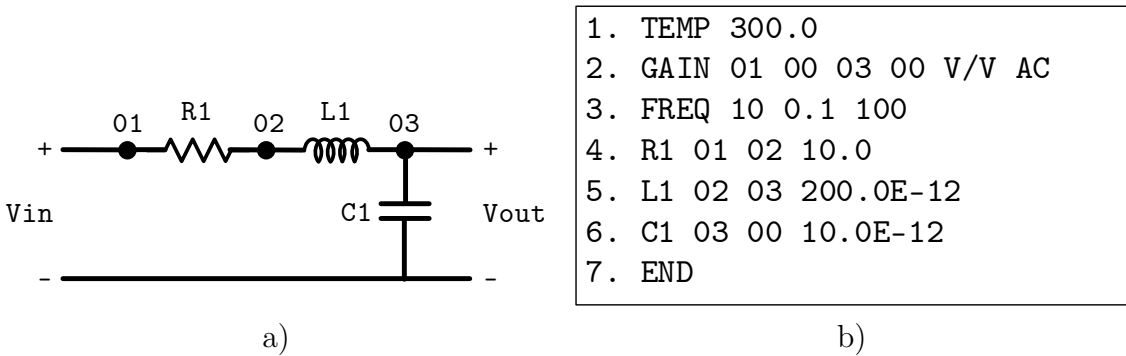 01 R1 02 L1 03
+ +
Vin C1 Vout
- -
a)
1. TEMP 300.0
2. GAIN 01 00 03 00 V/V AC
3. FREQ 10 0.1 100
4. R1 01 02 10.0
5. L1 02 03 200.0E-12
6. C1 03 00 10.0E-12
7. END
b)